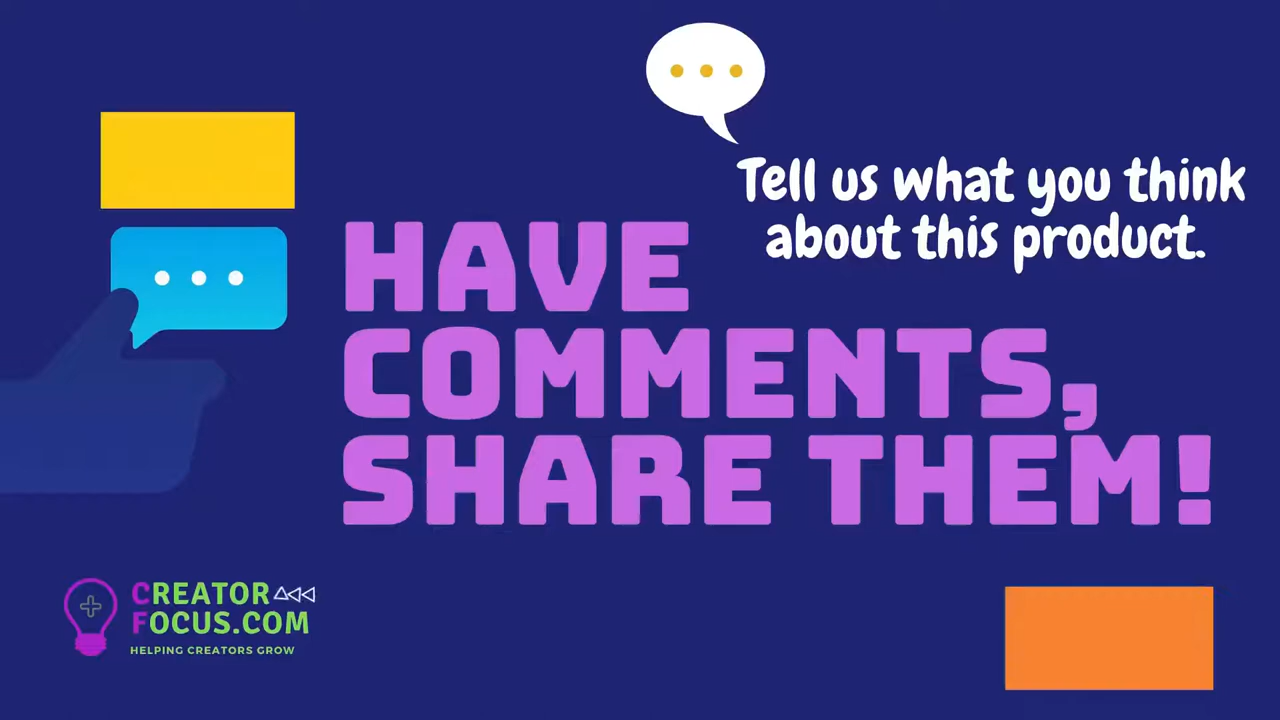 Tell us what you think
about this product.
HAVE
COMMENTS,
SHARE THEM!
CREATOR
FOCUS.COM
HELPING CREATORS GROW